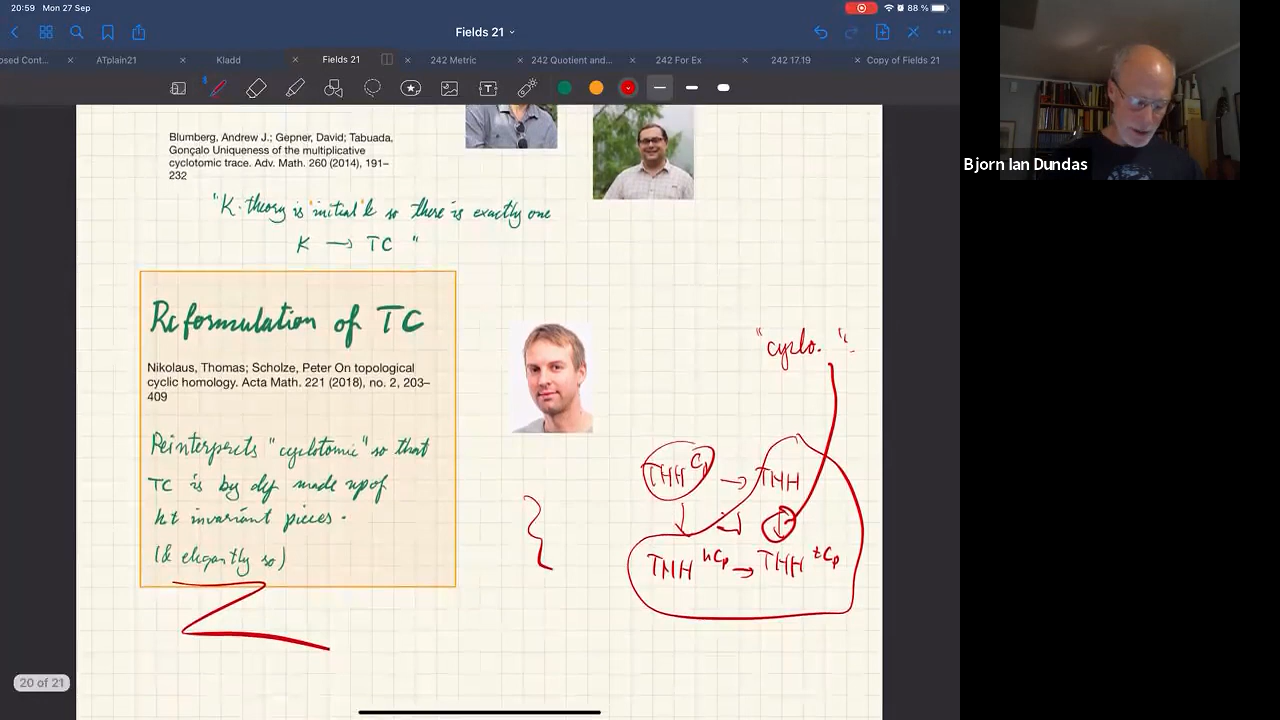 20:59 Mon 27 Sep
88 %
Fields 21
osed Cont...
ATplain21
Kladd
Fields 21
242 Metric
242 Quotient and...
242 For Ex
242 17.19
Copy of Fields 21
Bjorn Ian Dundas
Blumberg, Andrew J.; Gepner, David; Tabuada,
Gonçalo Uniqueness of the multiplicative
cyclotomic trace. Adv. Math. 260 (2014), 191–
232
"K-theory is 'initial' & so there is exactly one
K → TC "
Reformulation of TC
Nikolaus, Thomas; Scholze, Peter On topological
cyclic homology. Acta Math. 221 (2018), no. 2, 203–
409
Reinterprets "cyclotomic" so that
TC is by def made up of
ht invariant pieces.
(& elegantly so)
"cyclo. "
THH^Cp → THH
THH^hCp → THH^tCp
20 of 21